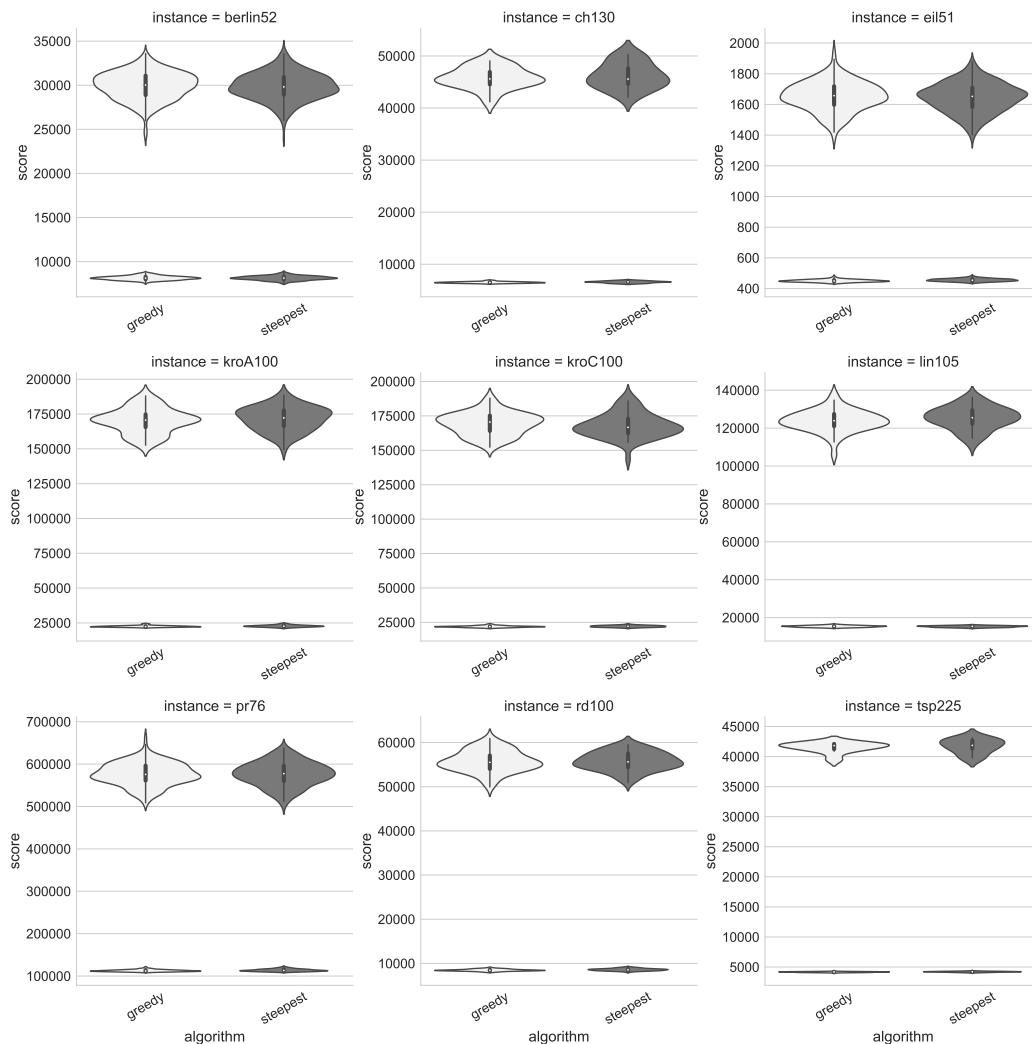 instance = berlin52
35000
30000
25000
20000
15000
10000
score
greedy
steepest
instance = ch130
50000
40000
30000
20000
10000
score
greedy
steepest
instance = eil51
2000
1800
1600
1400
1200
1000
800
600
400
score
greedy
steepest
instance = kroA100
200000
175000
150000
125000
100000
75000
50000
25000
score
greedy
steepest
instance = kroC100
200000
175000
150000
125000
100000
75000
50000
25000
score
greedy
steepest
instance = lin105
140000
120000
100000
80000
60000
40000
20000
score
greedy
steepest
instance = pr76
700000
600000
500000
400000
300000
200000
100000
score
greedy
steepest
algorithm
instance = rd100
60000
50000
40000
30000
20000
10000
score
greedy
steepest
algorithm
instance = tsp225
45000
40000
35000
30000
25000
20000
15000
10000
5000
score
greedy
steepest
algorithm